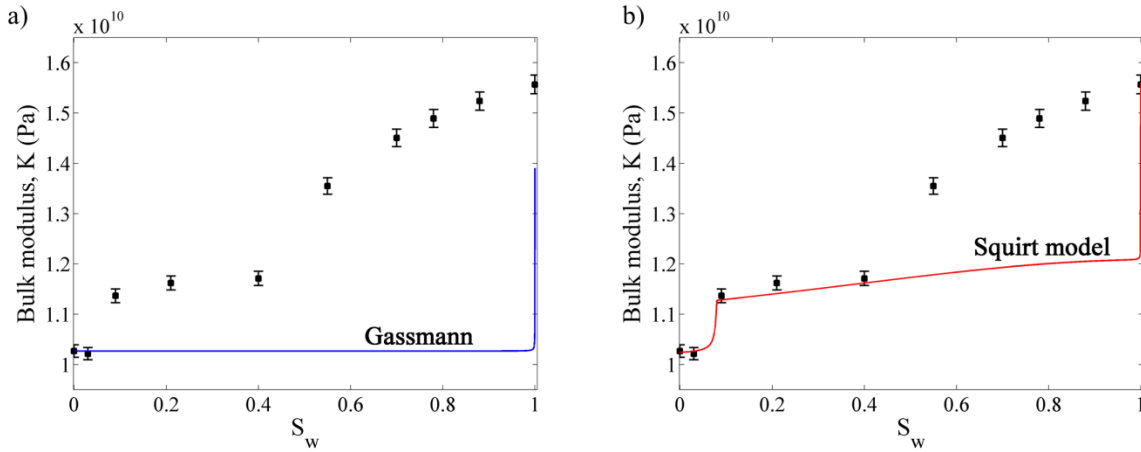 a)
x 10^10
Bulk modulus, K (Pa)
1.6
1.5
1.4
1.3
1.2
1.1
1
Gassmann
0
0.2
0.4
0.6
0.8
1
S_w
b)
x 10^10
Bulk modulus, K (Pa)
1.6
1.5
1.4
1.3
1.2
1.1
1
Squirt model
0
0.2
0.4
0.6
0.8
1
S_w